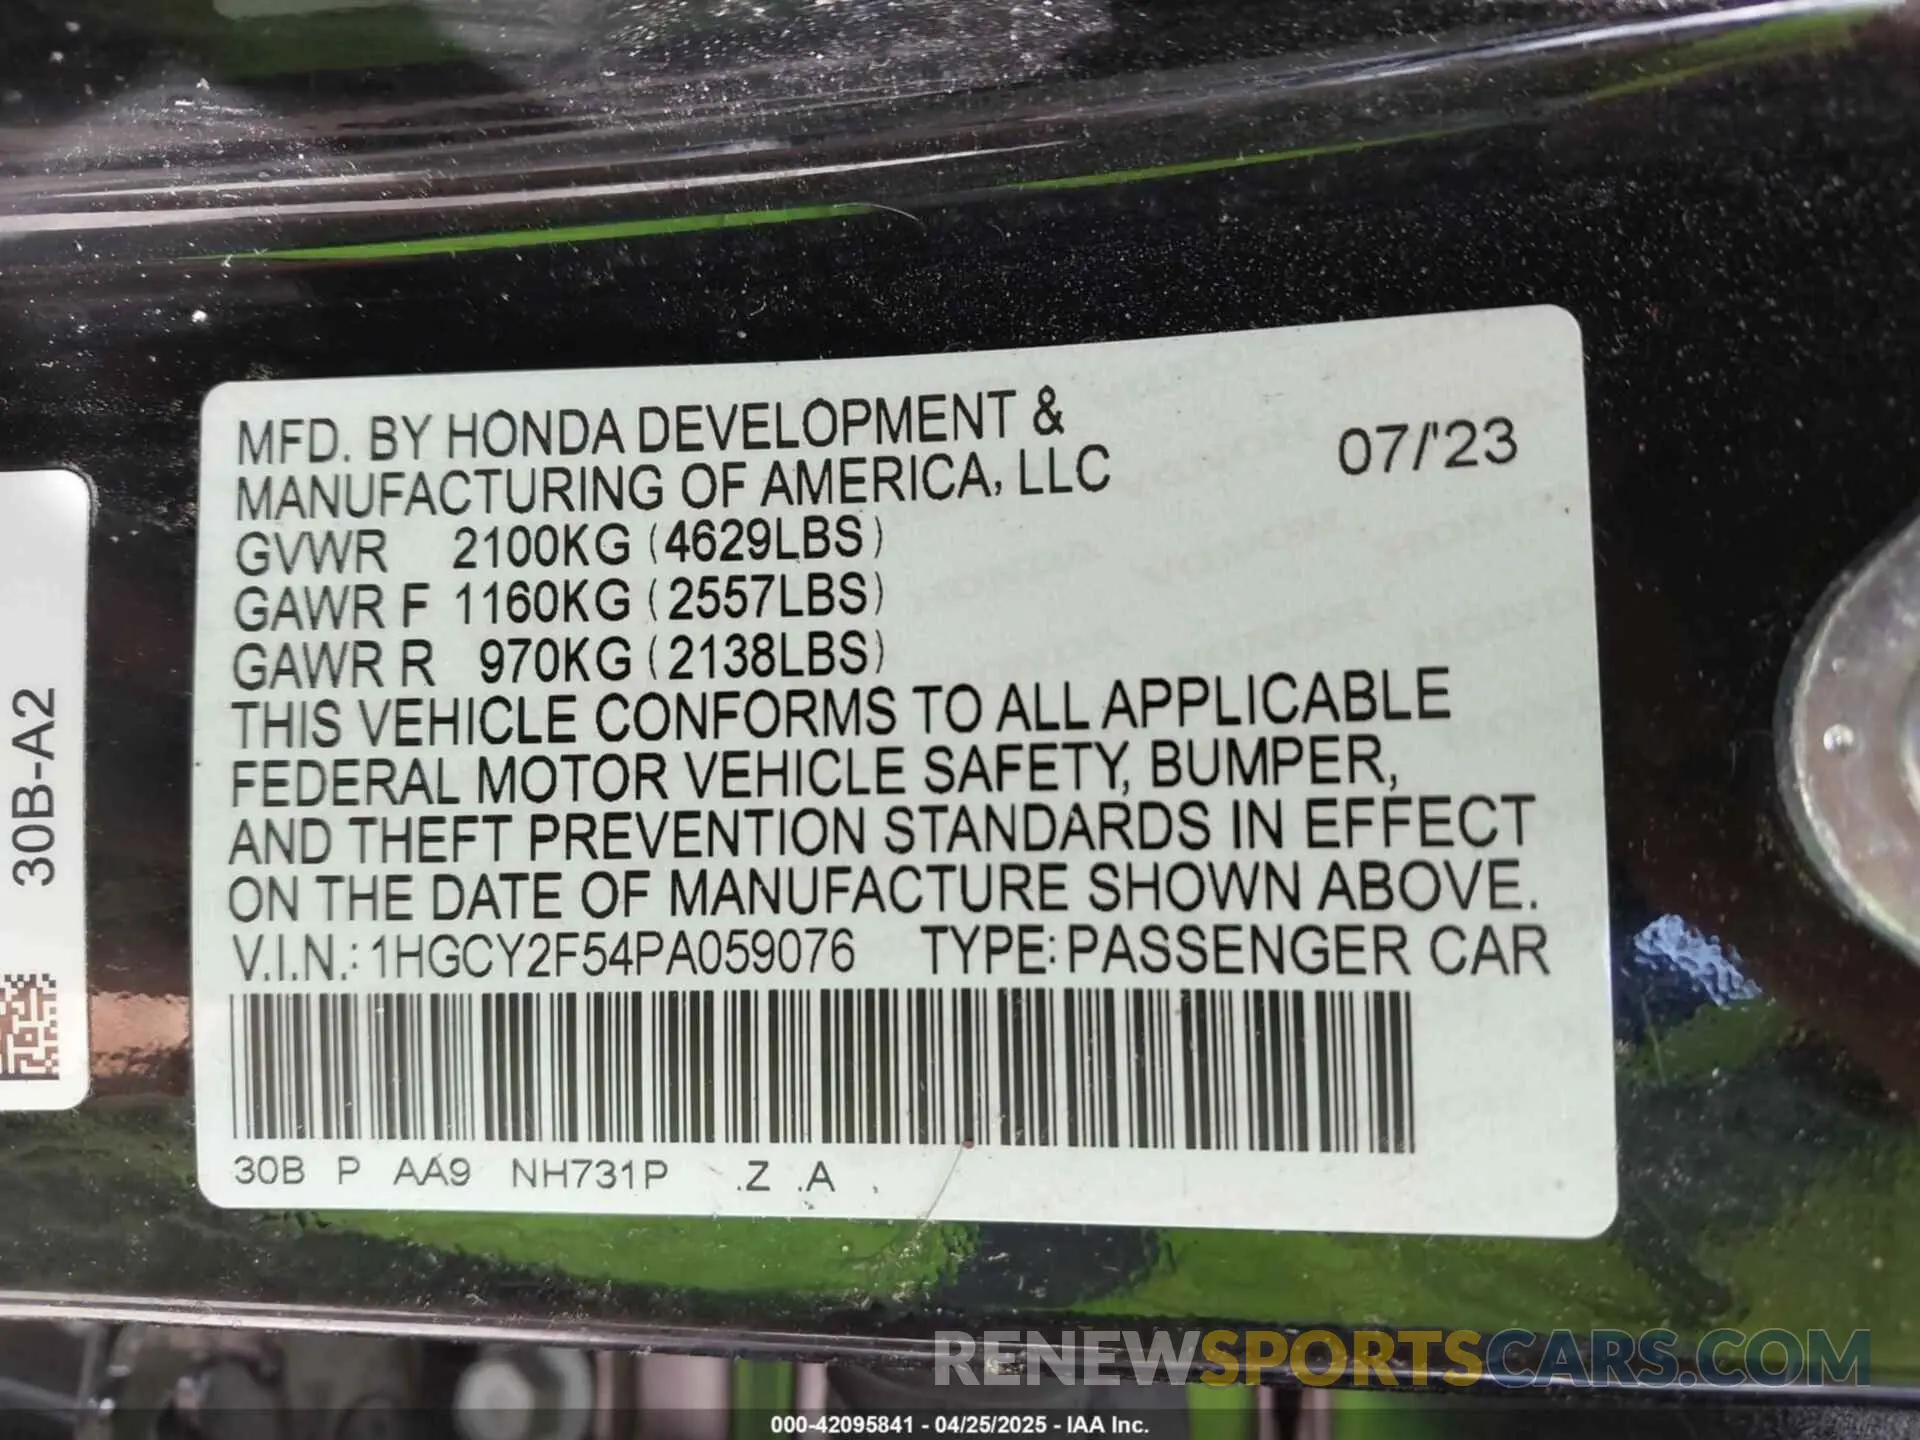 MFD. BY HONDA DEVELOPMENT &
MANUFACTURING OF AMERICA, LLC
07/'23
GVWR 2100KG (4629LBS)
GAWR F 1160KG (2557LBS)
GAWR R 970KG (2138LBS)
THIS VEHICLE CONFORMS TO ALL APPLICABLE
FEDERAL MOTOR VEHICLE SAFETY, BUMPER,
AND THEFT PREVENTION STANDARDS IN EFFECT
ON THE DATE OF MANUFACTURE SHOWN ABOVE.
V.I.N.: 1HGCY2F54PA059076 TYPE: PASSENGER CAR
30B P AA9 NH731P .Z .A ,
30B-A2
RENEWSPORTSCARS.COM
000-42095841 - 04/25/2025 - IAA Inc.